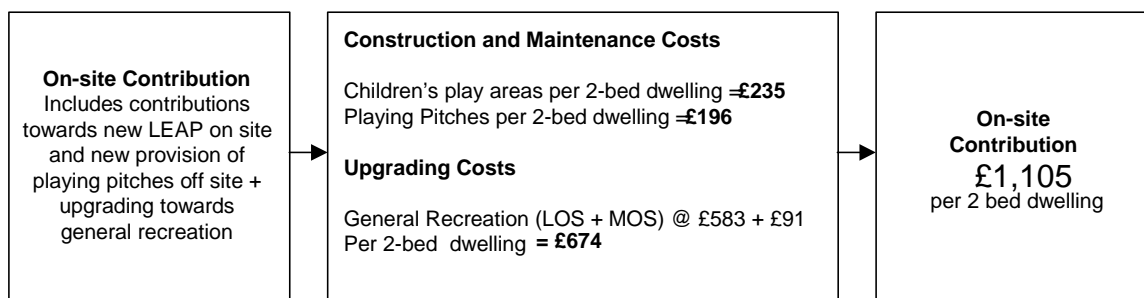 On-site Contribution
Includes contributions
towards new LEAP on site
and new provision of
playing pitches off site +
upgrading towards
general recreation
Construction and Maintenance Costs
Children's play areas per 2-bed dwelling =£235
Playing Pitches per 2-bed dwelling =£196
Upgrading Costs
General Recreation (LOS + MOS) @ £583 + £91
Per 2-bed dwelling = £674
On-site
Contribution
£1,105
per 2 bed dwelling